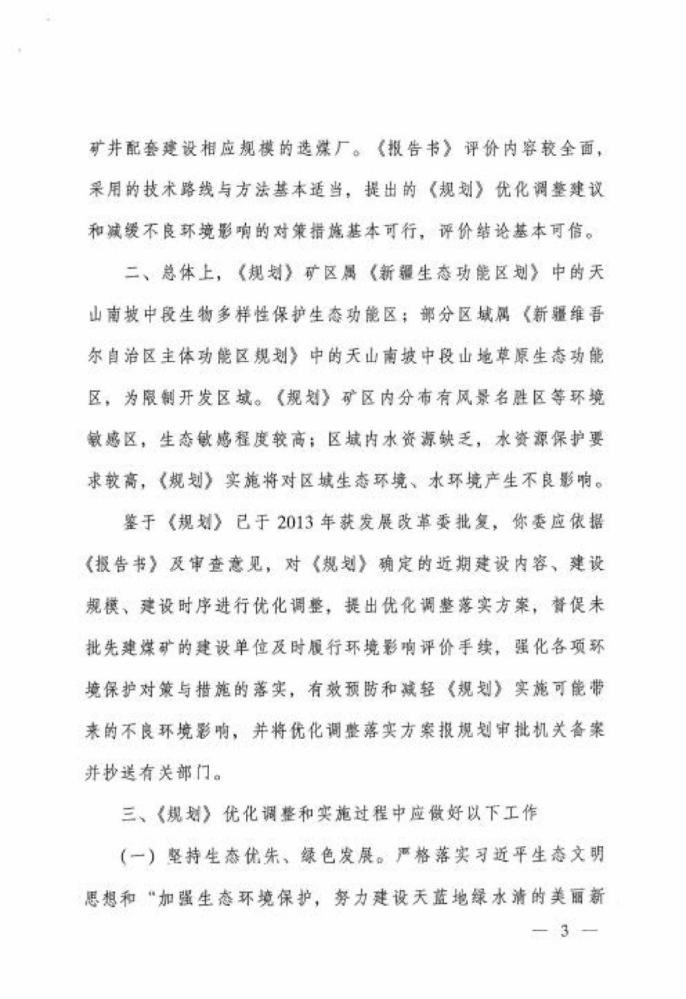 矿井配套建设相应规模的选煤厂。《报告书》评价内容较全面，
采用的技术路线与方法基本适当，提出的《规划》优化调整建议
和减缓不良环境影响的对策措施基本可行，评价结论基本可信。
二、总体上，《规划》矿区属《新疆生态功能区划》中的天
山南坡中段生物多样性保护生态功能区；部分区域属《新疆维吾
尔自治区主体功能区规划》中的天山南坡中段山地草原生态功能
区，为限制开发区域。《规划》矿区内分布有风景名胜区等环境
敏感区，生态敏感程度较高；区域内水资源缺乏，水资源保护要
求较高，《规划》实施将对区域生态环境、水环境产生不良影响。
鉴于《规划》已于 2013 年获发展改革委批复，你委应依据
《报告书》及审查意见，对《规划》确定的近期建设内容、建设
规模、建设时序进行优化调整，提出优化调整落实方案，督促未
批先建煤矿的建设单位及时履行环境影响评价手续，强化各项环
境保护对策与措施的落实，有效预防和减轻《规划》实施可能带
来的不良环境影响，并将优化调整落实方案报规划审批机关备案
并抄送有关部门。
三、《规划》优化调整和实施过程中应做好以下工作
（一）坚持生态优先、绿色发展。严格落实习近平生态文明
思想和“加强生态环境保护，努力建设天蓝地绿水清的美丽新
— 3 —